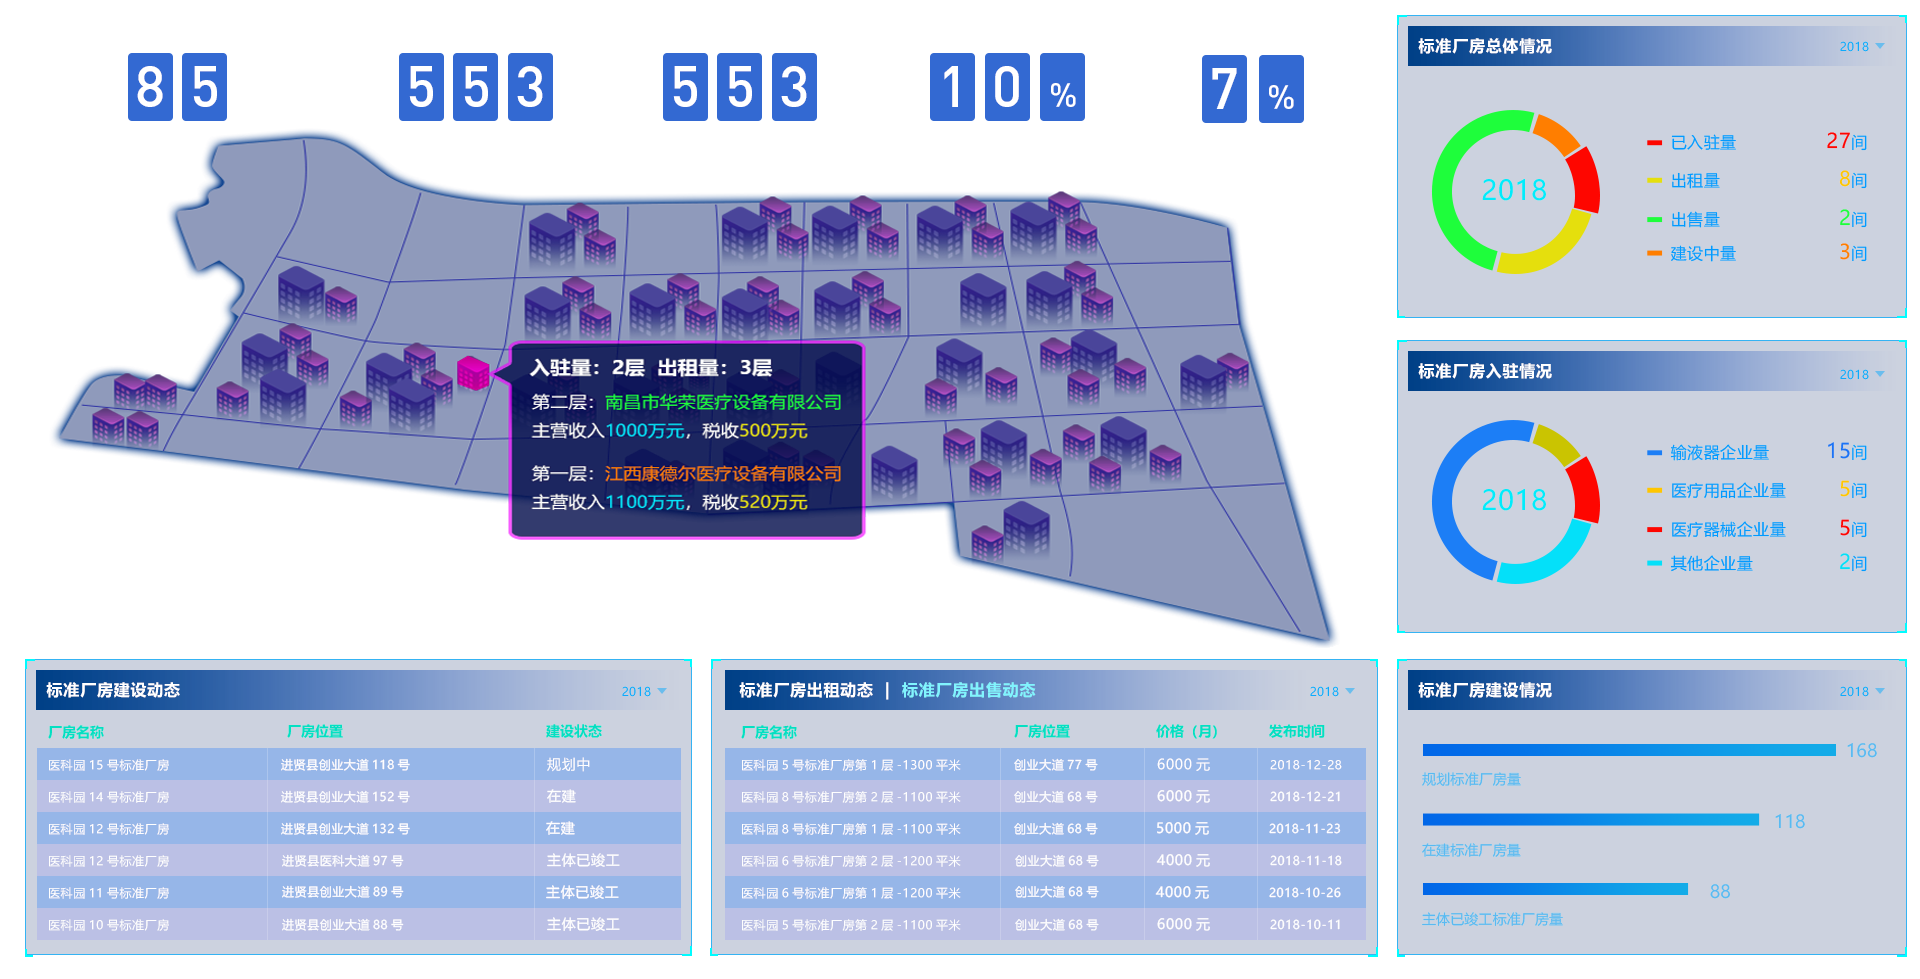 85
553
553
10%
7%
标准厂房总体情况
2018
2018
已入驻量 27间
出租量 8间
出售量 2间
建设中量 3间
入驻量：2层 出租量：3层
第二层：南昌市华荣医疗设备有限公司
主营收入1000万元，税收500万元
第一层：江西康德尔医疗设备有限公司
主营收入1100万元，税收520万元
标准厂房入驻情况
2018
2018
输液器企业量 15间
医疗用品企业量 5间
医疗器械企业量 5间
其他企业量 2间
标准厂房建设动态
2018
厂房名称 厂房位置 建设状态
医科园 15 号标准厂房 进贤县创业大道 118 号 规划中
医科园 14 号标准厂房 进贤县创业大道 152 号 在建
医科园 12 号标准厂房 进贤县创业大道 132 号 在建
医科园 12 号标准厂房 进贤县医科大道 97 号 主体已竣工
医科园 11 号标准厂房 进贤县创业大道 89 号 主体已竣工
医科园 10 号标准厂房 进贤县创业大道 88 号 主体已竣工
标准厂房出租动态 | 标准厂房出售动态
2018
厂房名称 厂房位置 价格（月） 发布时间
医科园 5 号标准厂房第 1 层 -1300 平米 创业大道 77 号 6000 元 2018-12-28
医科园 8 号标准厂房第 2 层 -1100 平米 创业大道 68 号 6000 元 2018-12-21
医科园 8 号标准厂房第 1 层 -1100 平米 创业大道 68 号 5000 元 2018-11-23
医科园 6 号标准厂房第 2 层 -1200 平米 创业大道 68 号 4000 元 2018-11-18
医科园 6 号标准厂房第 1 层 -1200 平米 创业大道 68 号 4000 元 2018-10-26
医科园 5 号标准厂房第 2 层 -1100 平米 创业大道 68 号 6000 元 2018-10-11
标准厂房建设情况
2018
168
规划标准厂房量
118
在建标准厂房量
88
主体已竣工标准厂房量